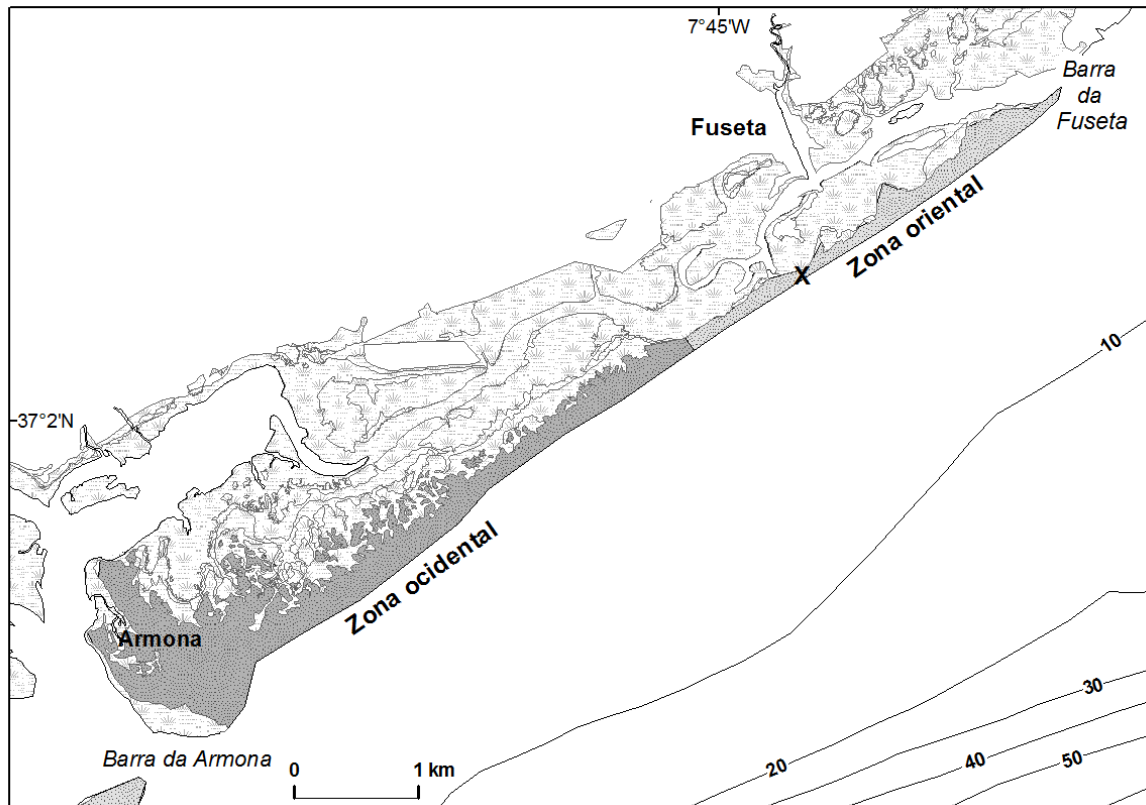 7°45'W
Barra
da
Fuseta
Fuseta
Zona oriental
X
10
37°2'N
Zona ocidental
Armona
30
20
40
50
Barra da Armona
0 1 km